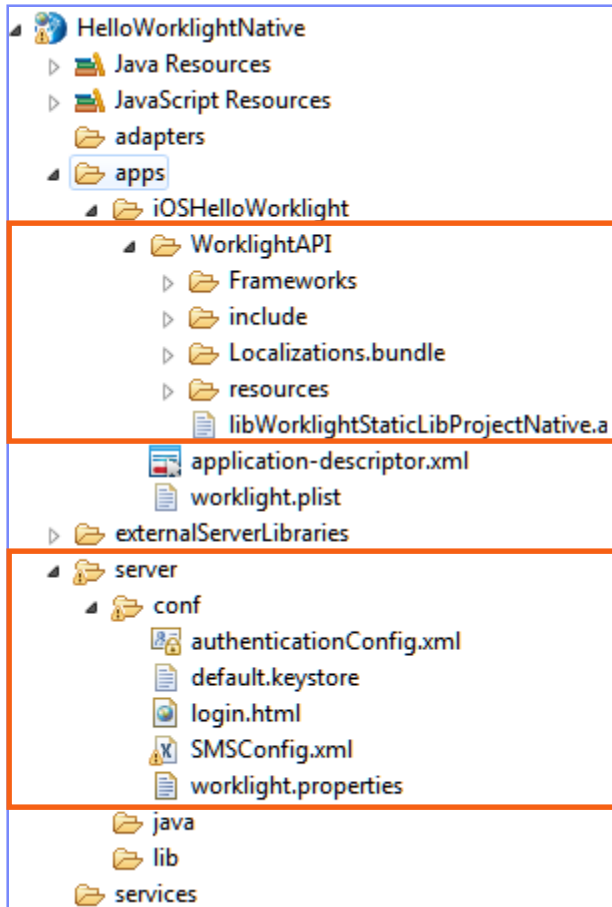 HelloWorklightNative
Java Resources
JavaScript Resources
adapters
apps
iOSHelloWorklight
WorklightAPI
Frameworks
include
Localizations.bundle
resources
libWorklightStaticLibProjectNative.a
application-descriptor.xml
worklight.plist
externalServerLibraries
server
conf
authenticationConfig.xml
default.keystore
login.html
SMSConfig.xml
worklight.properties
java
lib
services